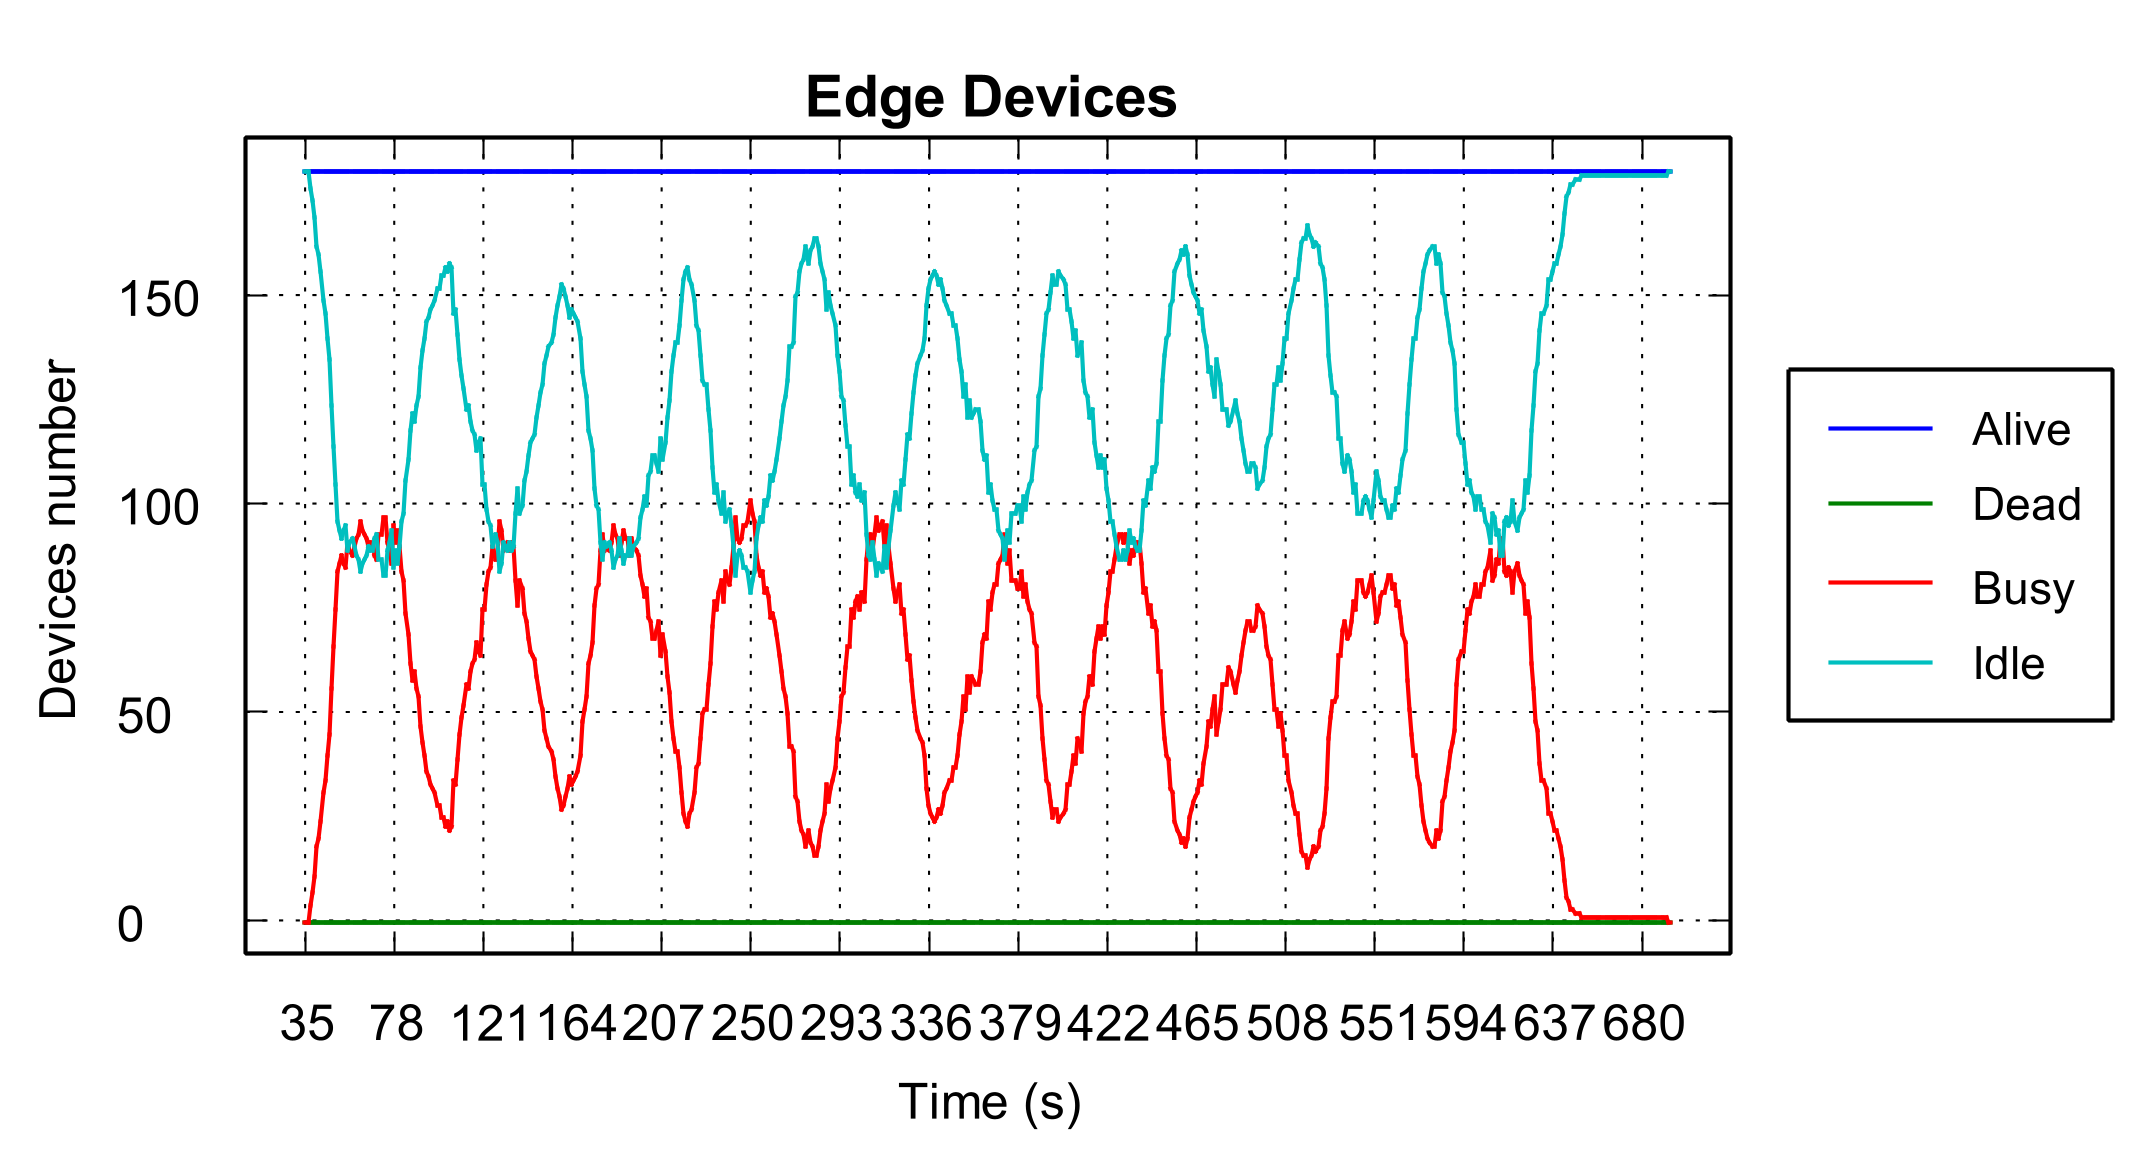 Edge Devices
Devices number
150
100
50
0
35 78 121 164 207 250 293 336 379 422 465 508 551 594 637 680
Time (s)
Alive
Dead
Busy
Idle